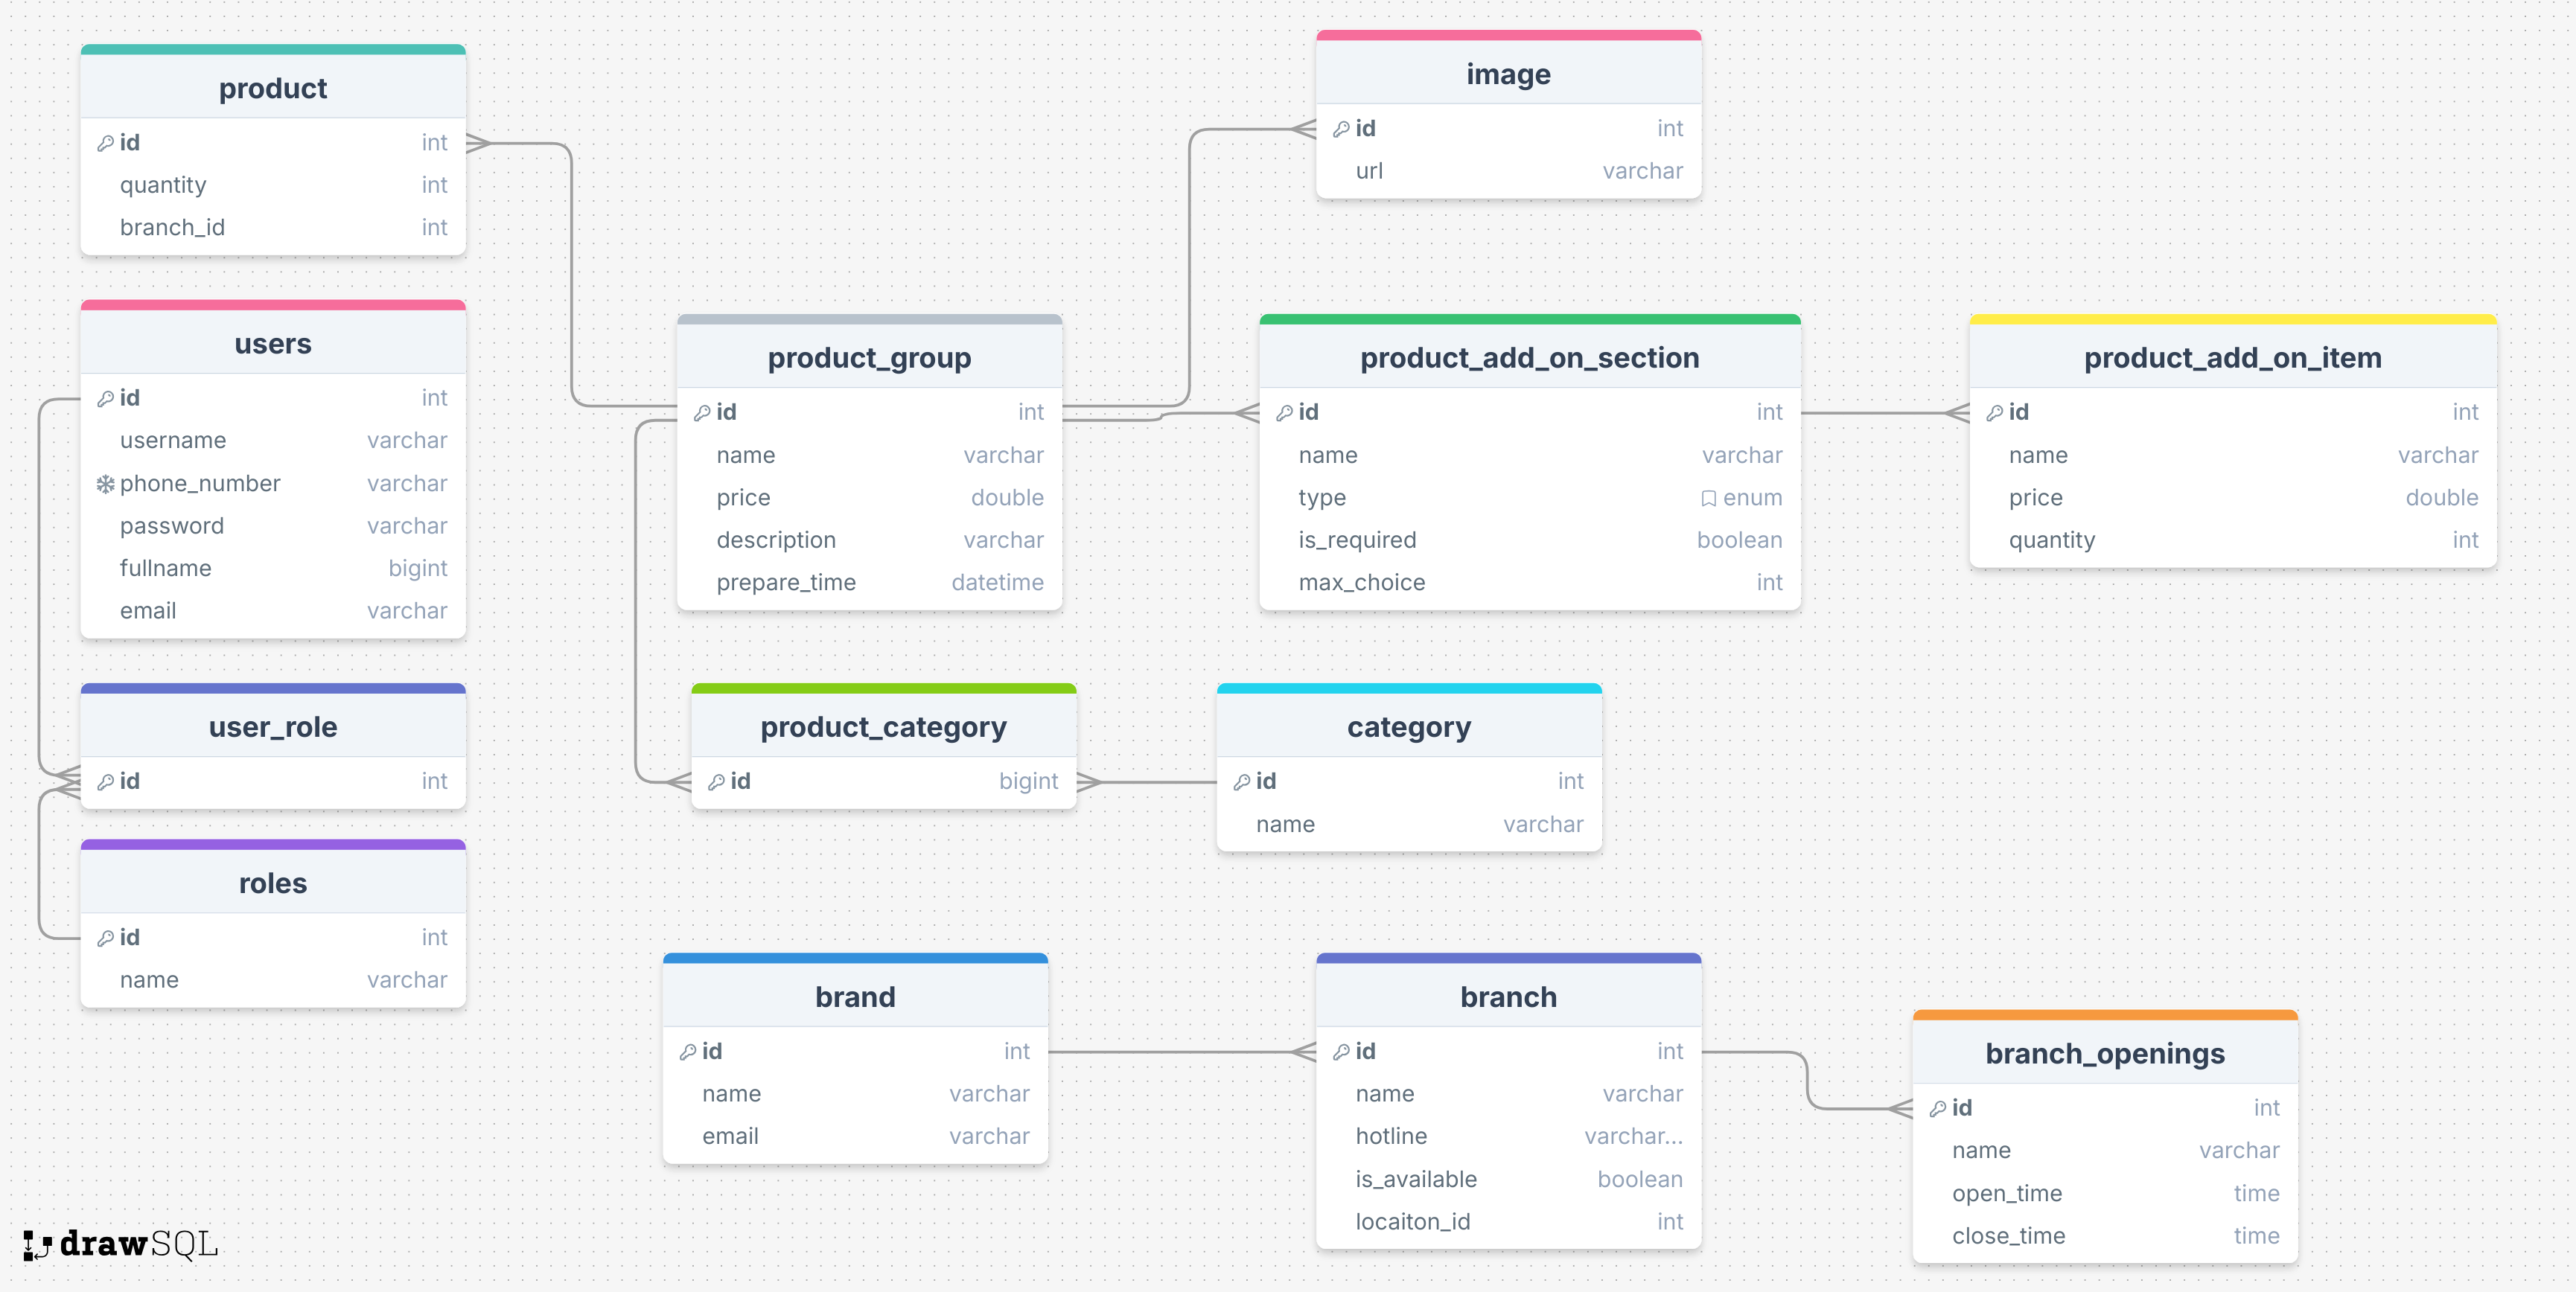 product
id int
quantity int
branch_id int
image
id int
url varchar
users
id int
username varchar
phone_number varchar
password varchar
fullname bigint
email varchar
product_group
id int
name varchar
price double
description varchar
prepare_time datetime
product_add_on_section
id int
name varchar
type enum
is_required boolean
max_choice int
product_add_on_item
id int
name varchar
price double
quantity int
user_role
id int
product_category
id bigint
category
id int
name varchar
roles
id int
name varchar
brand
id int
name varchar
email varchar
branch
id int
name varchar
hotline varchar...
is_available boolean
locaiton_id int
branch_openings
id int
name varchar
open_time time
close_time time
drawSQL